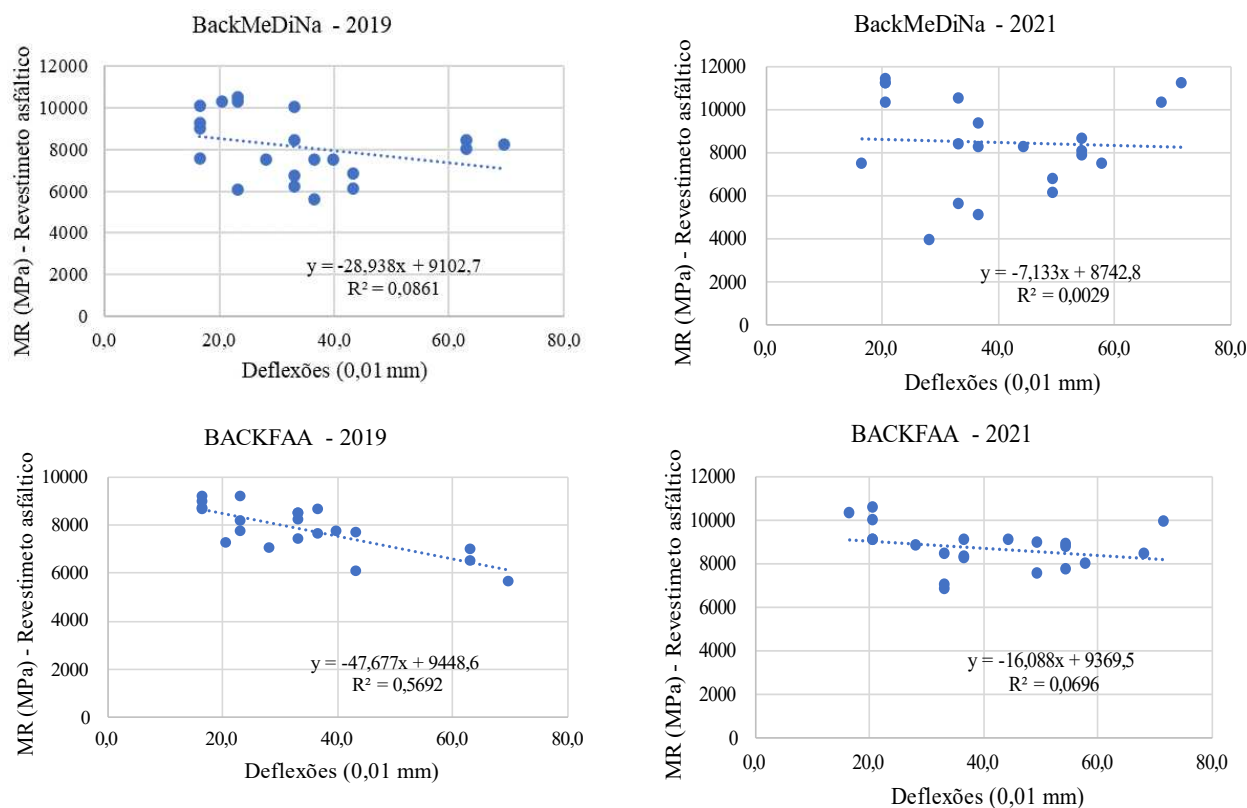 BackMeDiNa - 2019
MR (MPa) - Revestimeto asfáltico
12000
10000
8000
6000
4000
2000
0
y = -28,938x + 9102,7
R² = 0,0861
0,0 20,0 40,0 60,0 80,0
Deflexões (0,01 mm)
BackMeDiNa - 2021
MR (MPa) - Revestimeto asfáltico
12000
10000
8000
6000
4000
2000
0
y = -7,133x + 8742,8
R² = 0,0029
0,0 20,0 40,0 60,0 80,0
Deflexões (0,01 mm)
BACKFAA - 2019
MR (MPa) - Revestimeto asfáltico
10000
8000
6000
4000
2000
0
y = -47,677x + 9448,6
R² = 0,5692
0,0 20,0 40,0 60,0 80,0
Deflexões (0,01 mm)
BACKFAA - 2021
MR (MPa) - Revestimeto asfáltico
12000
10000
8000
6000
4000
2000
0
y = -16,088x + 9369,5
R² = 0,0696
0,0 20,0 40,0 60,0 80,0
Deflexões (0,01 mm)